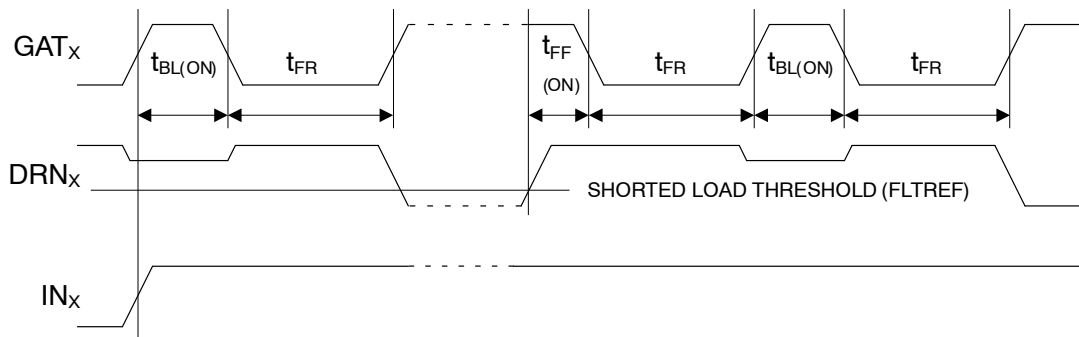 GATX
tBL(ON)
tFR
tFF
(ON)
tFR
tBL(ON)
tFR
DRNX
SHORTED LOAD THRESHOLD (FLTREF)
INX